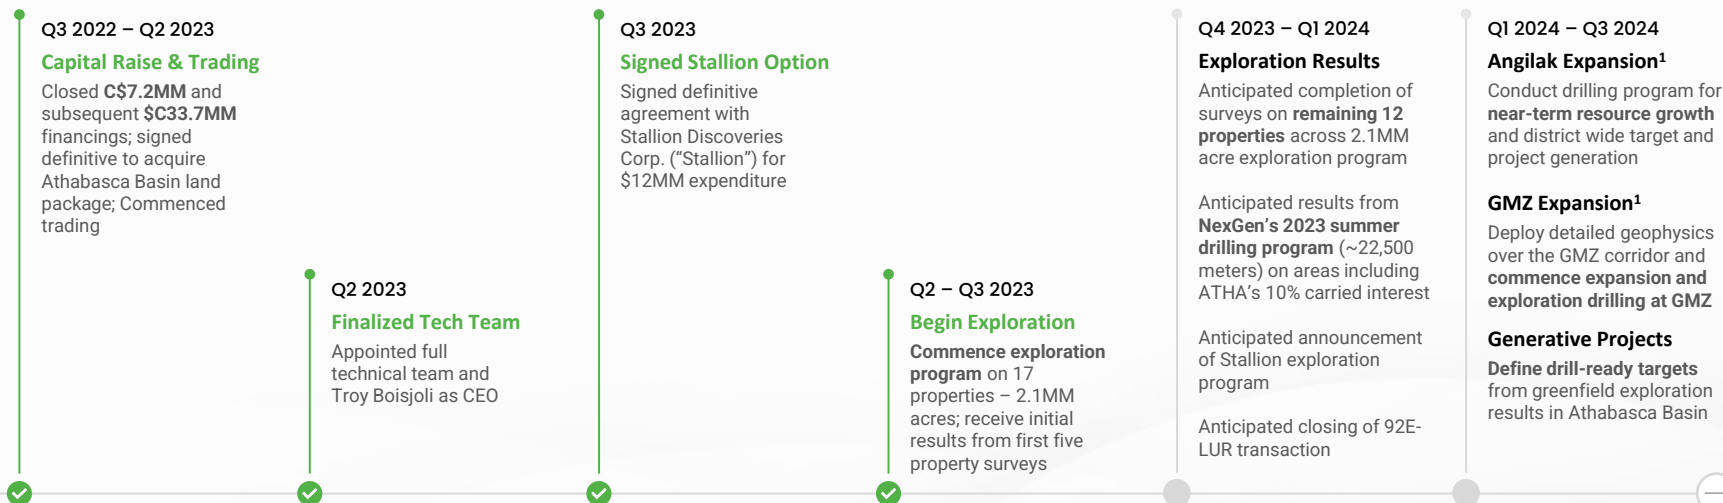 Q3 2022 – Q2 2023
Capital Raise & Trading
Closed C$7.2MM and
subsequent $C33.7MM
financings; signed
definitive to acquire
Athabasca Basin land
package; Commenced
trading
Q2 2023
Finalized Tech Team
Appointed full
technical team and
Troy Boisjoli as CEO
Q3 2023
Signed Stallion Option
Signed definitive
agreement with
Stallion Discoveries
Corp. (“Stallion”) for
$12MM expenditure
Q2 – Q3 2023
Begin Exploration
Commence exploration
program on 17
properties – 2.1MM
acres; receive initial
results from first five
property surveys
Q4 2023 – Q1 2024
Exploration Results
Anticipated completion of
surveys on remaining 12
properties across 2.1MM
acre exploration program
Anticipated results from
NexGen’s 2023 summer
drilling program (~22,500
meters) on areas including
ATHA’s 10% carried interest
Anticipated announcement
of Stallion exploration
program
Anticipated closing of 92E-
LUR transaction
Q1 2024 – Q3 2024
Angilak Expansion¹
Conduct drilling program for
near-term resource growth
and district wide target and
project generation
GMZ Expansion¹
Deploy detailed geophysics
over the GMZ corridor and
commence expansion and
exploration drilling at GMZ
Generative Projects
Define drill-ready targets
from greenfield exploration
results in Athabasca Basin